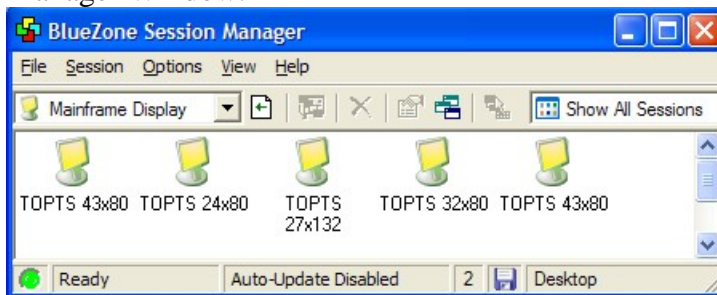 BlueZone Session Manager
File Session Options View Help
Mainframe Display Show All Sessions
TOPTS 43x80 TOPTS 24x80 TOPTS 27x132 TOPTS 32x80 TOPTS 43x80
Ready Auto-Update Disabled 2 Desktop